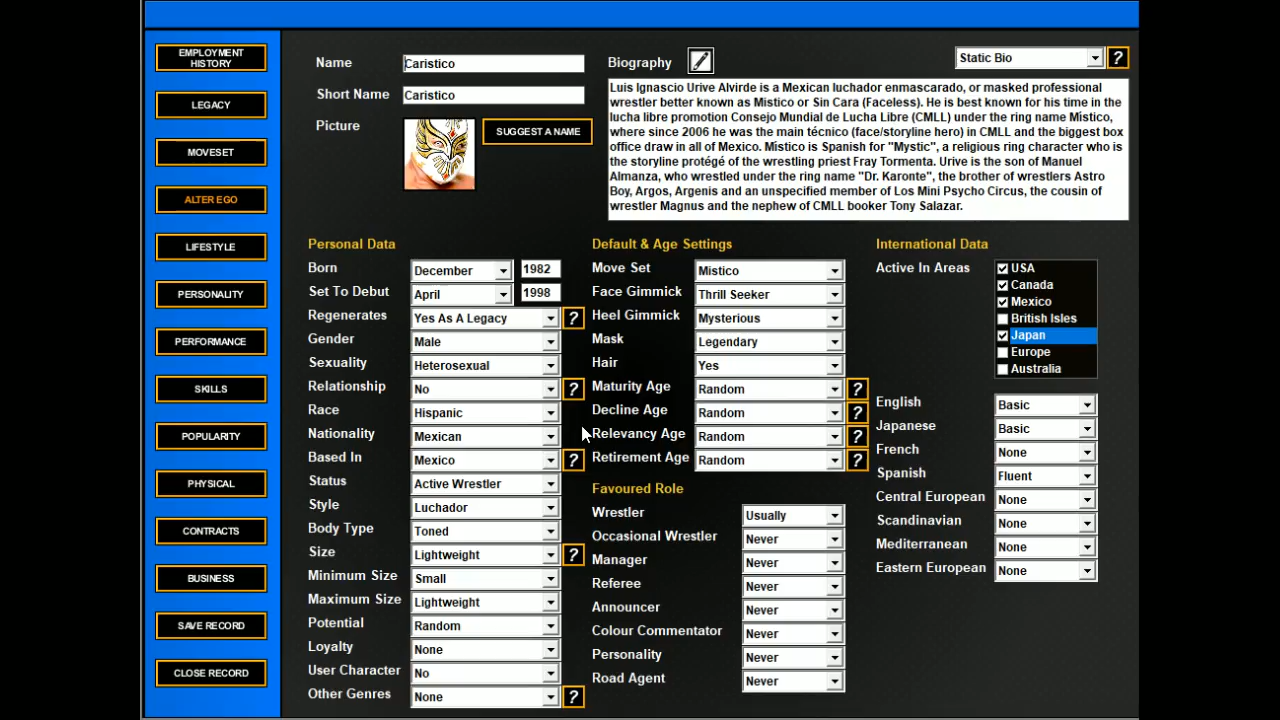 EMPLOYMENT
HISTORY
LEGACY
MOVESET
ALTER EGO
LIFESTYLE
PERSONALITY
PERFORMANCE
SKILLS
POPULARITY
PHYSICAL
CONTRACTS
BUSINESS
SAVE RECORD
CLOSE RECORD
Name Caristico
Short Name Caristico
Picture SUGGEST A NAME
Biography Static Bio ?
Luis Ignascio Urive Alvirde is a Mexican luchador enmascarado, or masked professional
wrestler better known as Místico or Sin Cara (Faceless). He is best known for his time in the
lucha libre promotion Consejo Mundial de Lucha Libre (CMLL) under the ring name Místico,
where since 2006 he was the main técnico (face/storyline hero) in CMLL and the biggest box
office draw in all of Mexico. Místico is Spanish for "Mystic", a religious ring character who is
the storyline protégé of the wrestling priest Fray Tormenta. Urive is the son of Manuel
Almanza, who wrestled under the ring name "Dr. Karonte", the brother of wrestlers Astro
Boy, Argos, Argenis and an unspecified member of Los Mini Psycho Circus, the cousin of
wrestler Magnus and the nephew of CMLL booker Tony Salazar.
Personal Data
Born December 1982
Set To Debut April 1998
Regenerates Yes As A Legacy ?
Gender Male
Sexuality Heterosexual
Relationship No ?
Race Hispanic
Nationality Mexican
Based In Mexico ?
Status Active Wrestler
Style Luchador
Body Type Toned
Size Lightweight ?
Minimum Size Small
Maximum Size Lightweight
Potential Random
Loyalty None
User Character No
Other Genres None ?
Default & Age Settings
Move Set Mistico
Face Gimmick Thrill Seeker
Heel Gimmick Mysterious
Mask Legendary
Hair Yes
Maturity Age Random ?
Decline Age Random ?
Relevancy Age Random ?
Retirement Age Random ?
Favoured Role
Wrestler Usually
Occasional Wrestler Never
Manager Never
Referee Never
Announcer Never
Colour Commentator Never
Personality Never
Road Agent Never
International Data
Active In Areas USA
Canada
Mexico
British Isles
Japan
Europe
Australia
English Basic
Japanese Basic
French None
Spanish Fluent
Central European None
Scandinavian None
Mediterranean None
Eastern European None